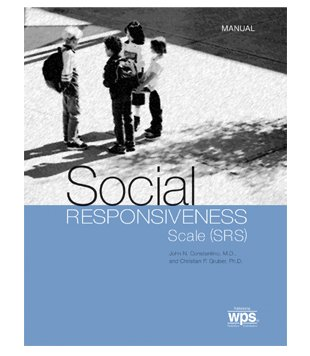 MANUAL
Social
RESPONSIVENESS
Scale (SRS)
John N. Constantino, M.D.,
and Christian P. Gruber, Ph.D.
wps